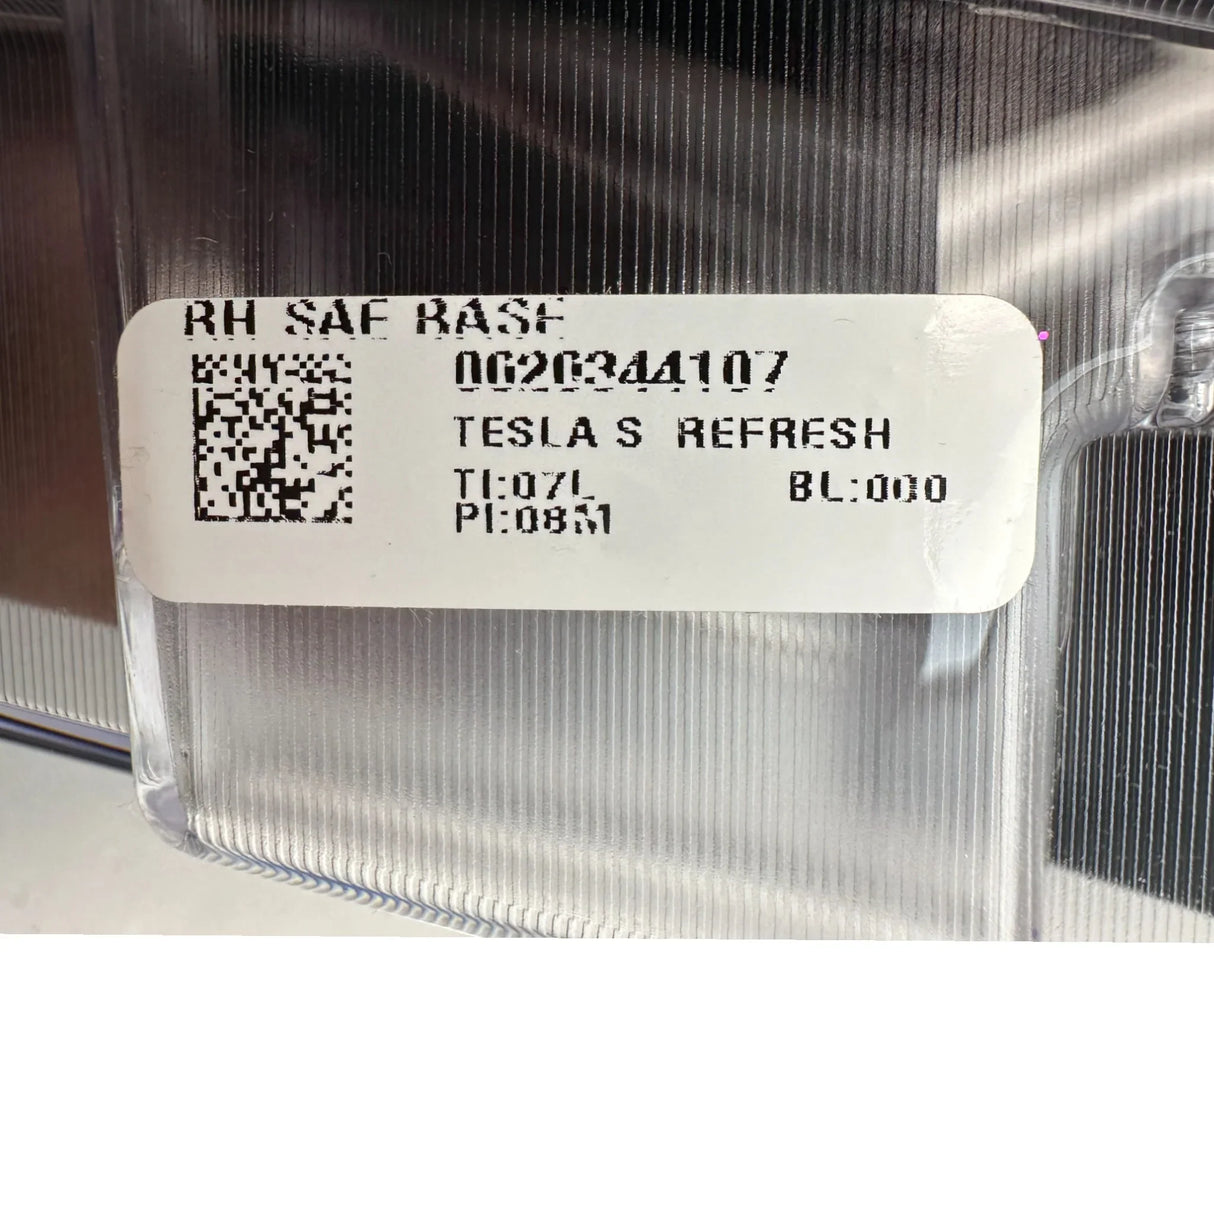 RH SAE BASE
0620344107
TESLA S REFRESH
TI:07L BL:000
PI:08M